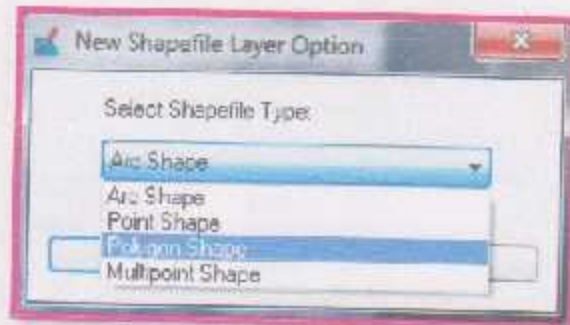 New Shapefile Layer Option
Select Shapefile Type:
Arc Shape
Arc Shape
Point Shape
Polygon Shape
Multipoint Shape